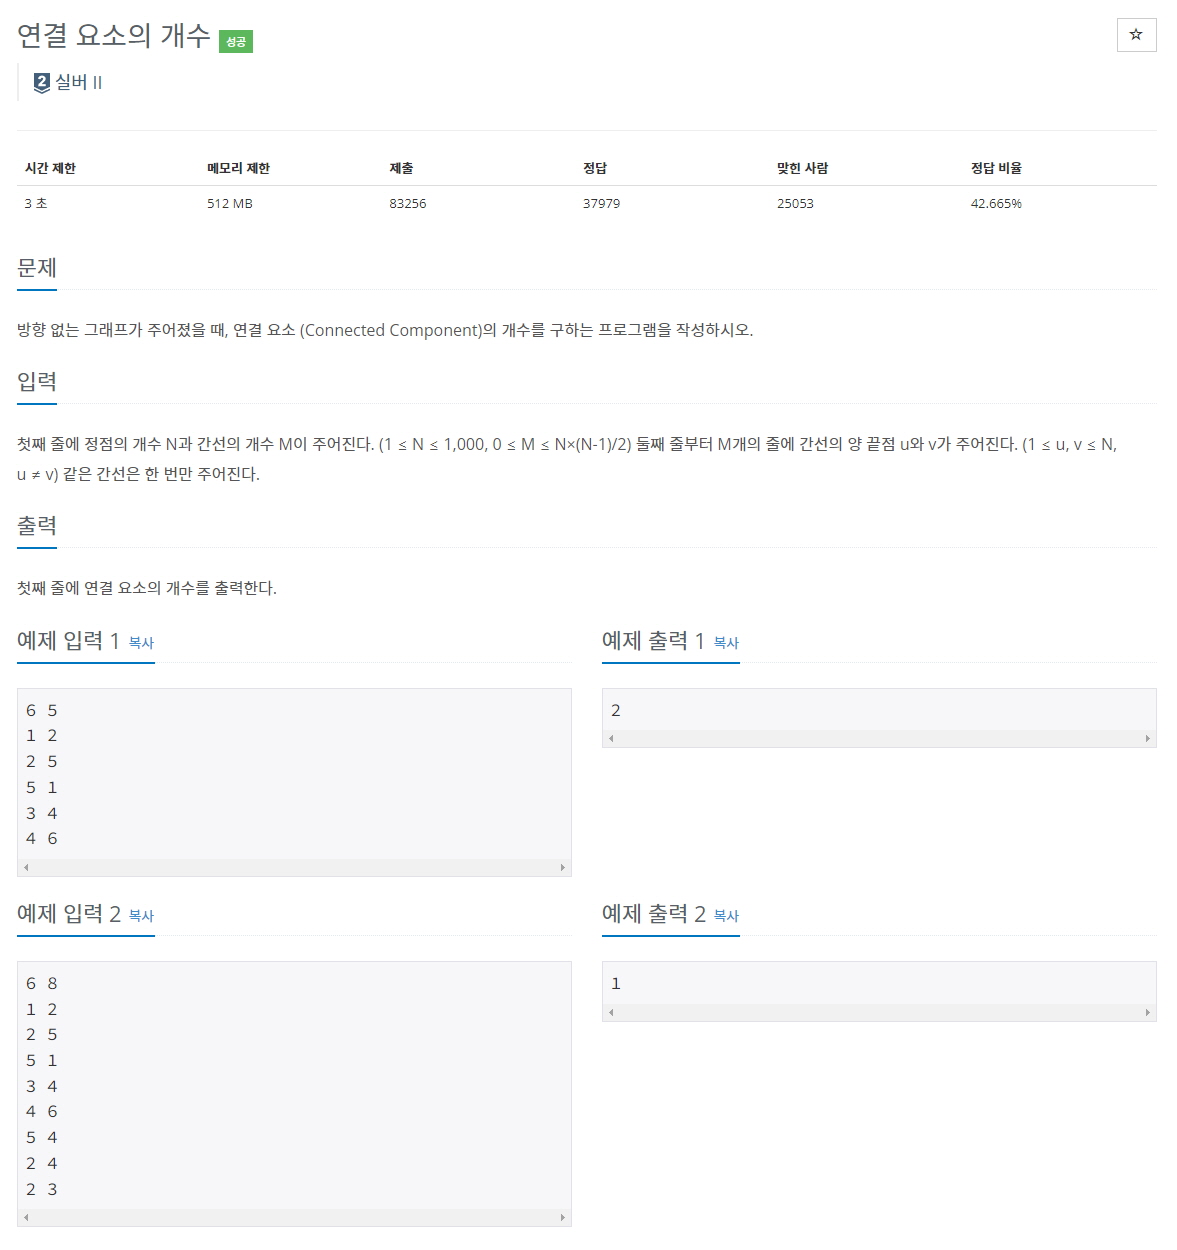 연결 요소의 개수 성공
☆
2 실버 II
시간 제한 메모리 제한 제출 정답 맞힌 사람 정답 비율
3 초 512 MB 83256 37979 25053 42.665%
문제
방향 없는 그래프가 주어졌을 때, 연결 요소 (Connected Component)의 개수를 구하는 프로그램을 작성하시오.
입력
첫째 줄에 정점의 개수 N과 간선의 개수 M이 주어진다. (1 ≤ N ≤ 1,000, 0 ≤ M ≤ N×(N-1)/2) 둘째 줄부터 M개의 줄에 간선의 양 끝점 u와 v가 주어진다. (1 ≤ u, v ≤ N,
u ≠ v) 같은 간선은 한 번만 주어진다.
출력
첫째 줄에 연결 요소의 개수를 출력한다.
예제 입력 1 복사
6 5
1 2
2 5
5 1
3 4
4 6
예제 출력 1 복사
2
예제 입력 2 복사
6 8
1 2
2 5
5 1
3 4
4 6
5 4
2 4
2 3
예제 출력 2 복사
1